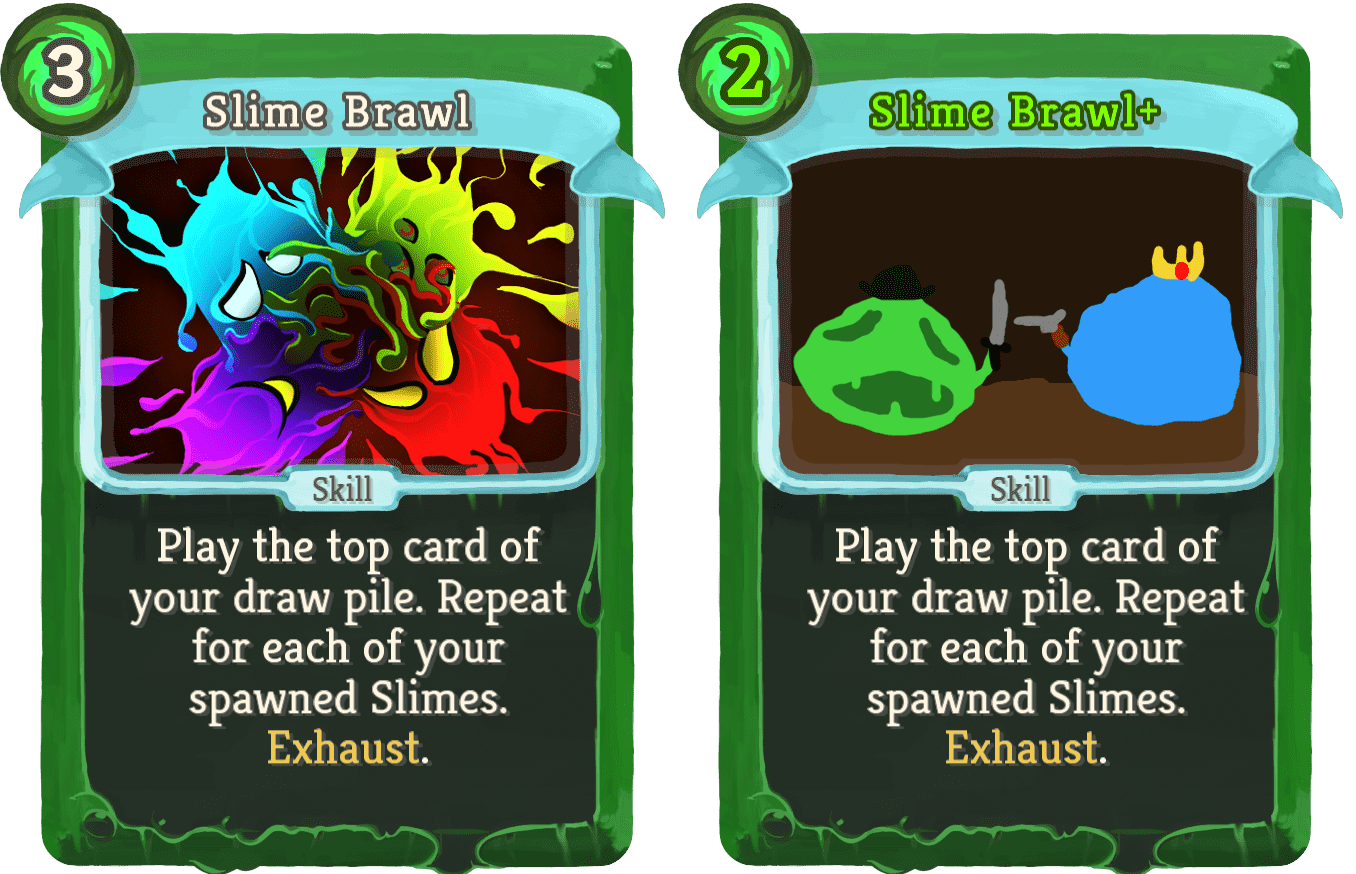 3
Slime Brawl
Skill
Play the top card of
your draw pile. Repeat
for each of your
spawned Slimes.
Exhaust.
2
Slime Brawl+
Skill
Play the top card of
your draw pile. Repeat
for each of your
spawned Slimes.
Exhaust.